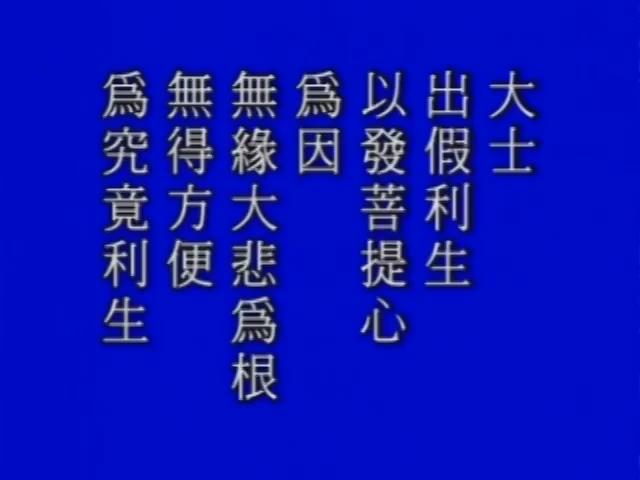 大士
出假利生
以發菩提心
爲因
無緣大悲爲根
無得方便
爲究竟利生